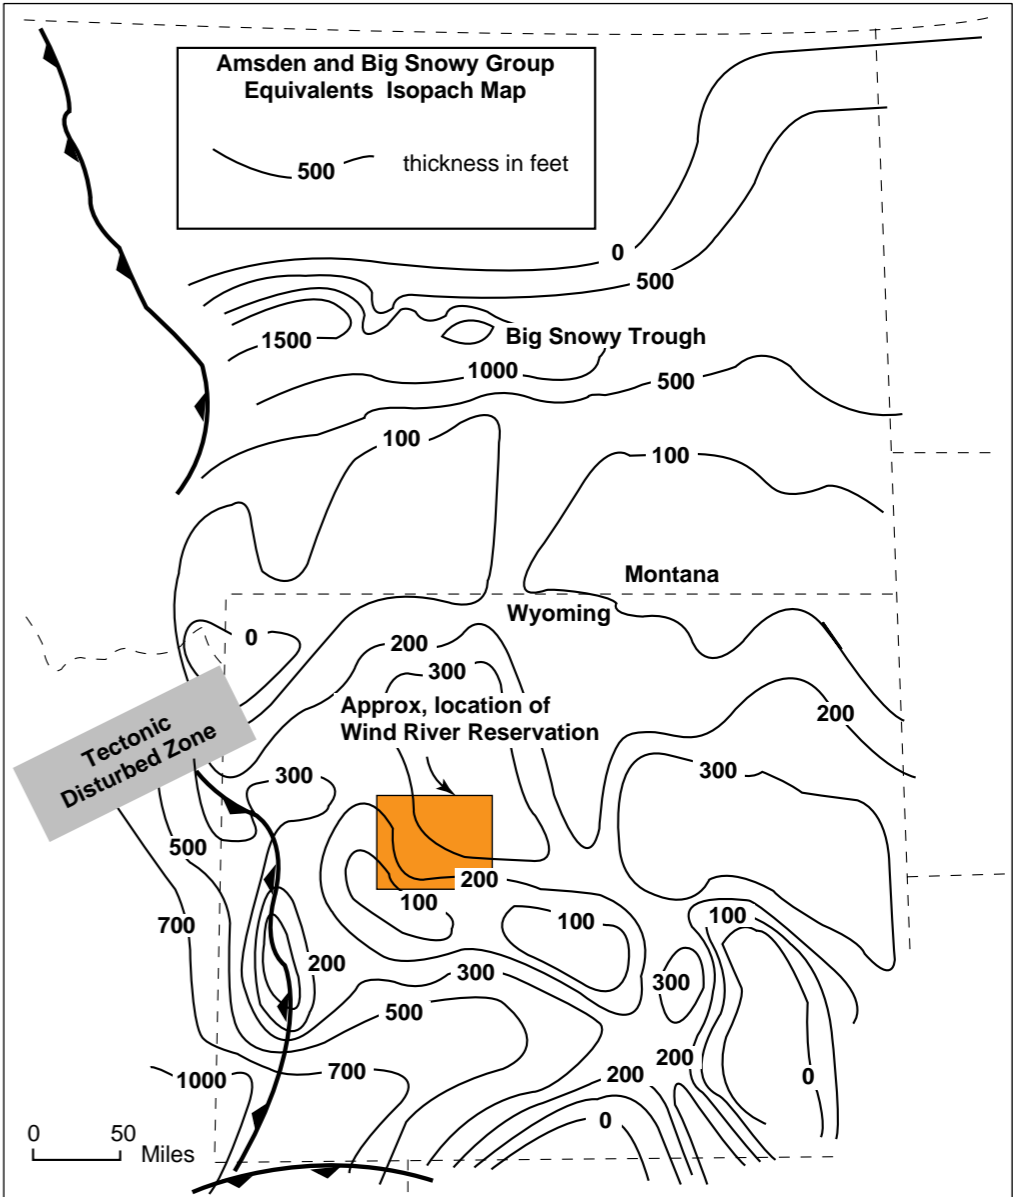 Amsden and Big Snowy Group
Equivalents Isopach Map
500
thickness in feet
0
500
1500
Big Snowy Trough
1000
500
100
100
Montana
Wyoming
0
200
300
Approx, location of
Wind River Reservation
200
Tectonic
Disturbed Zone
300
300
500
200
100
100
100
700
200
300
300
500
200
200
700
1000
0
0
0
50
Miles